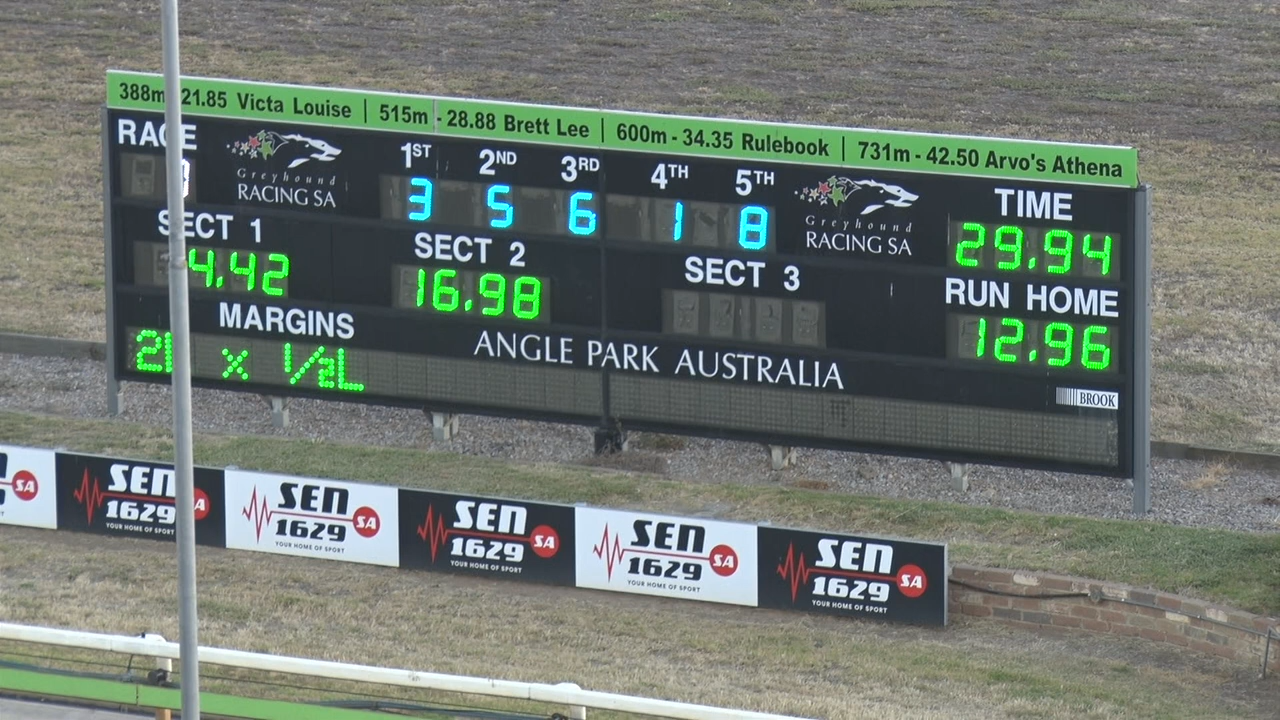 388m 21.85 Victa Louise | 515m - 28.88 Brett Lee | 600m - 34.35 Rulebook | 731m - 42.50 Arvo's Athena
RACE
Greyhound
RACING SA
1ST 2ND 3RD 4TH 5TH
3 5 6 1 8
Greyhound
RACING SA
TIME
29.94
SECT 1
4.42
SECT 2
16.98
SECT 3
RUN HOME
12.96
MARGINS
x 1/2L
ANGLE PARK AUSTRALIA
BROOK
SA
SEN
1629
YOUR HOME OF SPORT
SEN
1629
SA
YOUR HOME OF SPORT
SEN
1629
SA
YOUR HOME OF SPORT
SEN
1629
SA
YOUR HOME OF SPORT
SEN
1629
SA
YOUR HOME OF SPORT